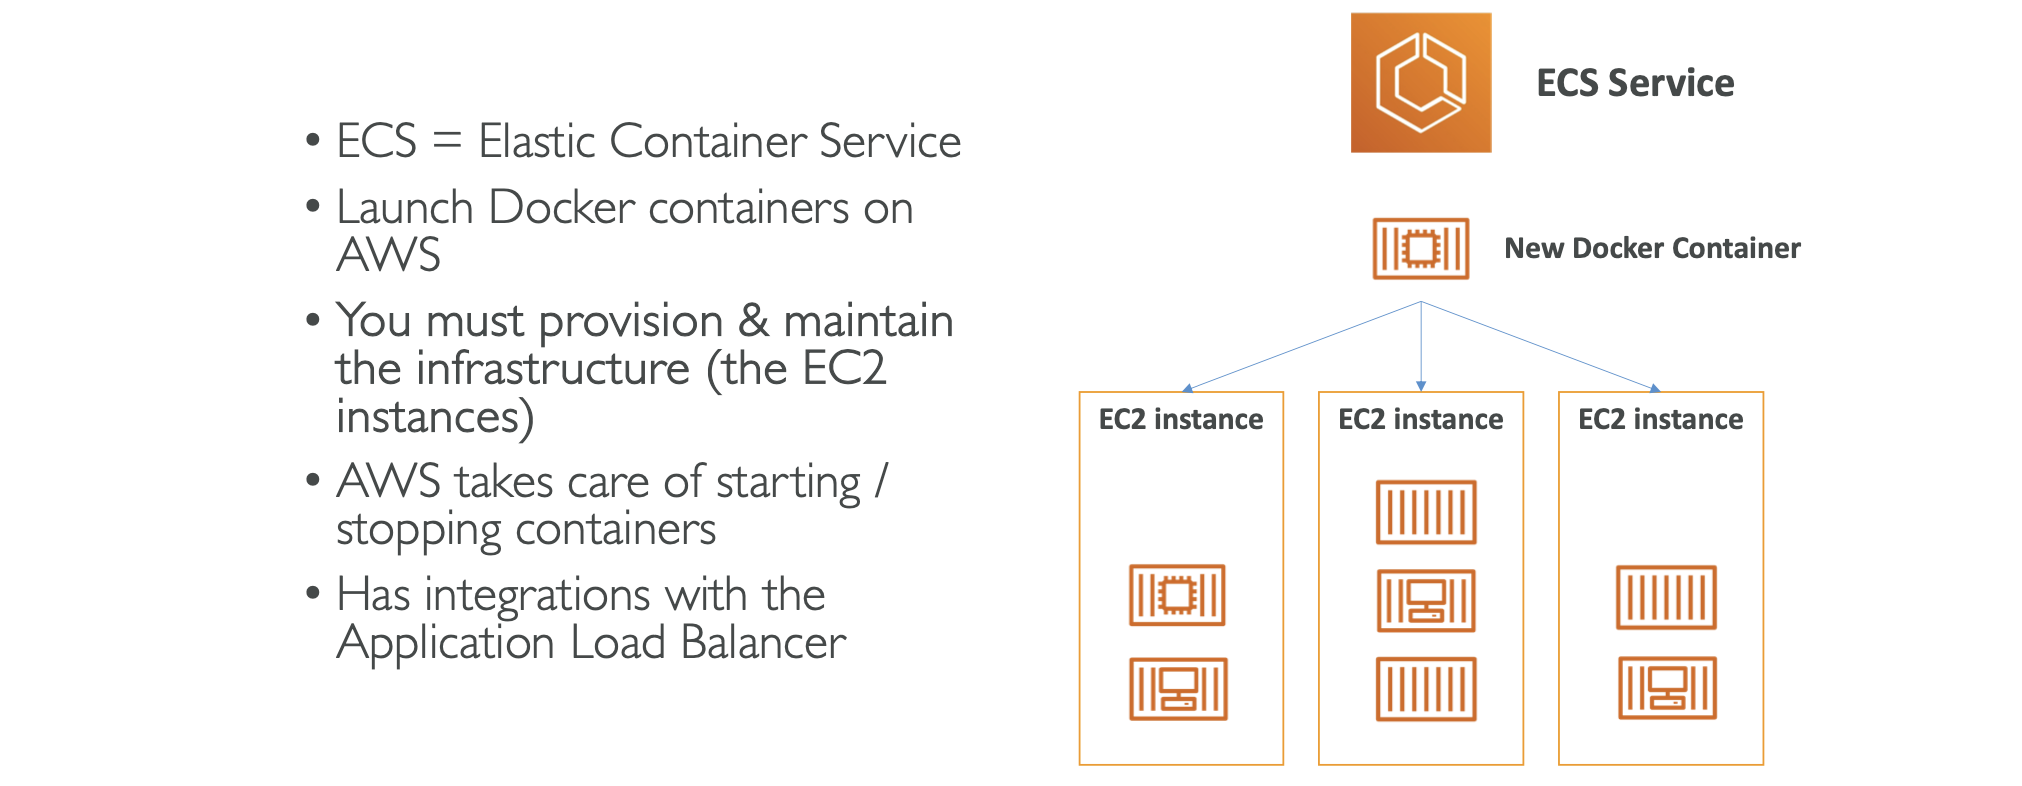 • ECS = Elastic Container Service
• Launch Docker containers on
AWS
• You must provision & maintain
the infrastructure (the EC2
instances)
• AWS takes care of starting /
stopping containers
• Has integrations with the
Application Load Balancer
ECS Service
New Docker Container
EC2 instance
EC2 instance
EC2 instance